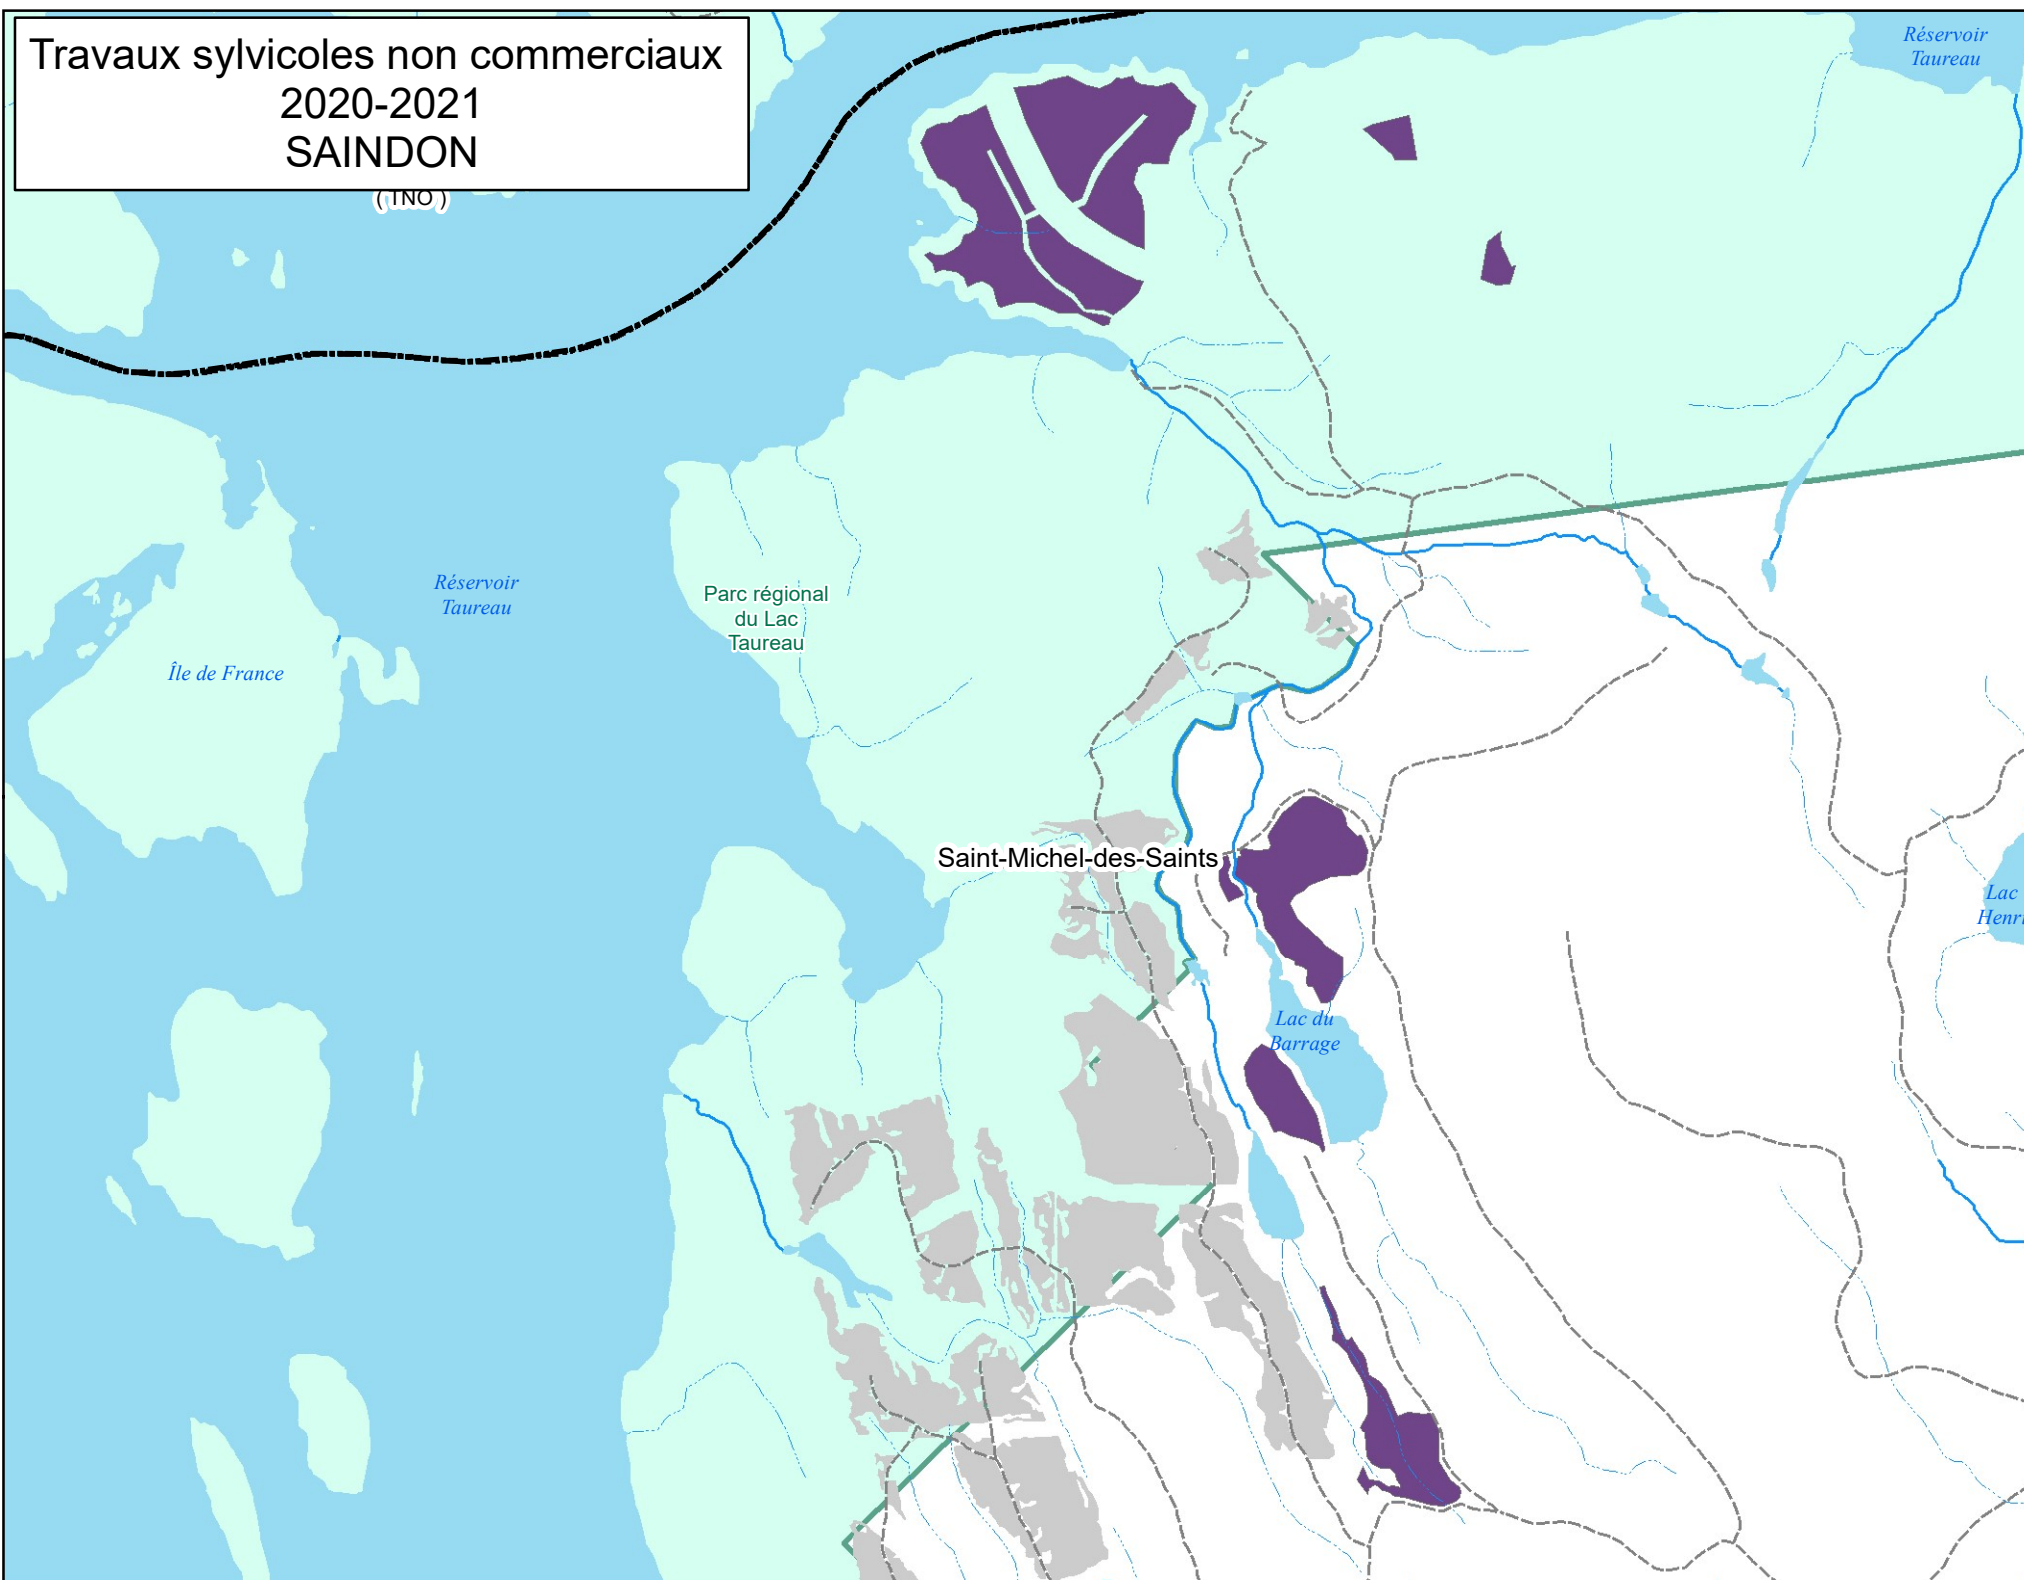 Travaux sylvicoles non commerciaux
2020-2021
SAINDON
( TNO )
Réservoir
Taureau
Réservoir
Taureau
Parc régional
du Lac
Taureau
Île de France
Saint-Michel-des-Saints
Lac
Henri
Lac du
Barrage